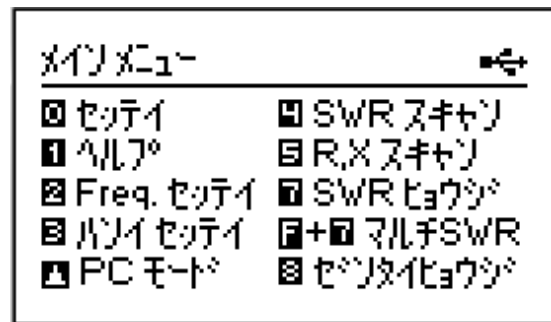 メインメニュー
0 セッテイ
1 ヘルプ
2 Freq. セッテイ
3 ハンイセッテイ
PC モード
4 SWR スキャン
5 R,X スキャン
7 SWR ヒョウジ
F+7 マルチSWR
8 ゼンタイヒョウジ